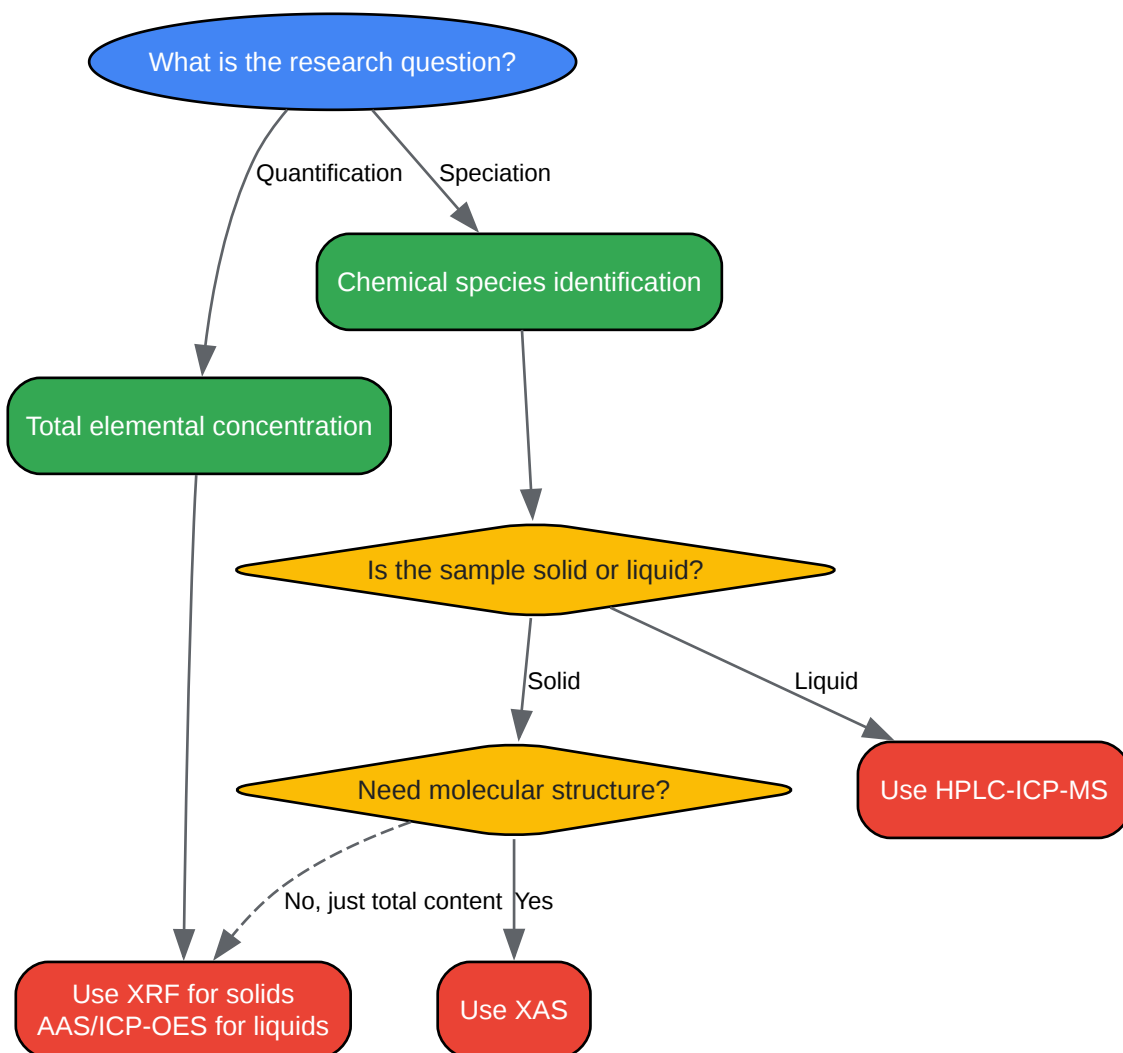 What is the research question?
Quantification
Speciation
Chemical species identification
Total elemental concentration
Is the sample solid or liquid?
Solid
Liquid
Need molecular structure?
Use HPLC-ICP-MS
No, just total content
Yes
Use XRF for solids
AAS/ICP-OES for liquids
Use XAS